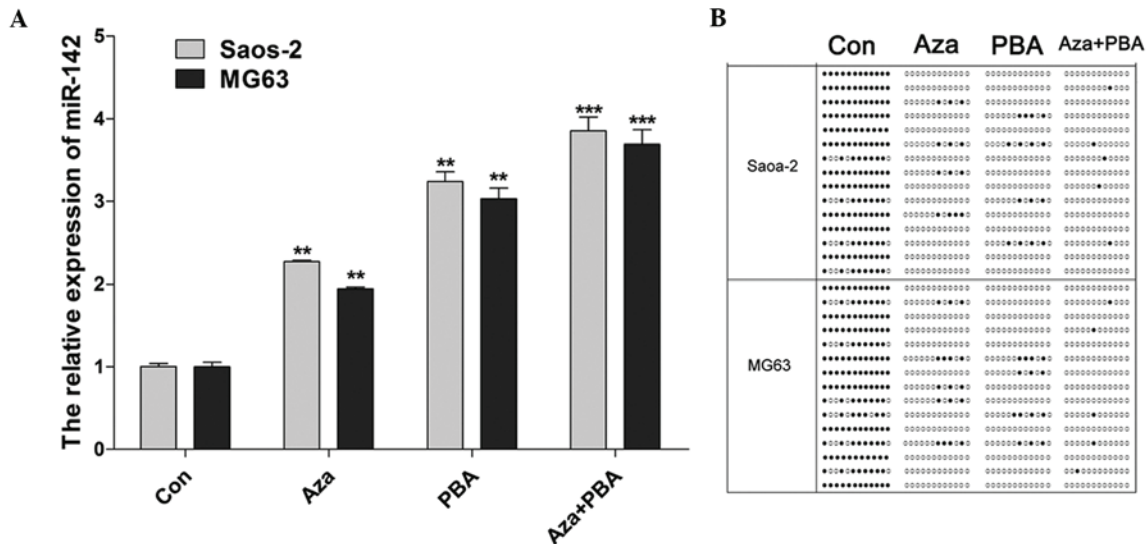 A
The relative expression of miR-142
5
4
3
2
1
0
Saos-2
MG63
**
**
**
**
***
***
Con
Aza
PBA
Aza+PBA
B
Con Aza PBA Aza+PBA
Saoa-2
MG63